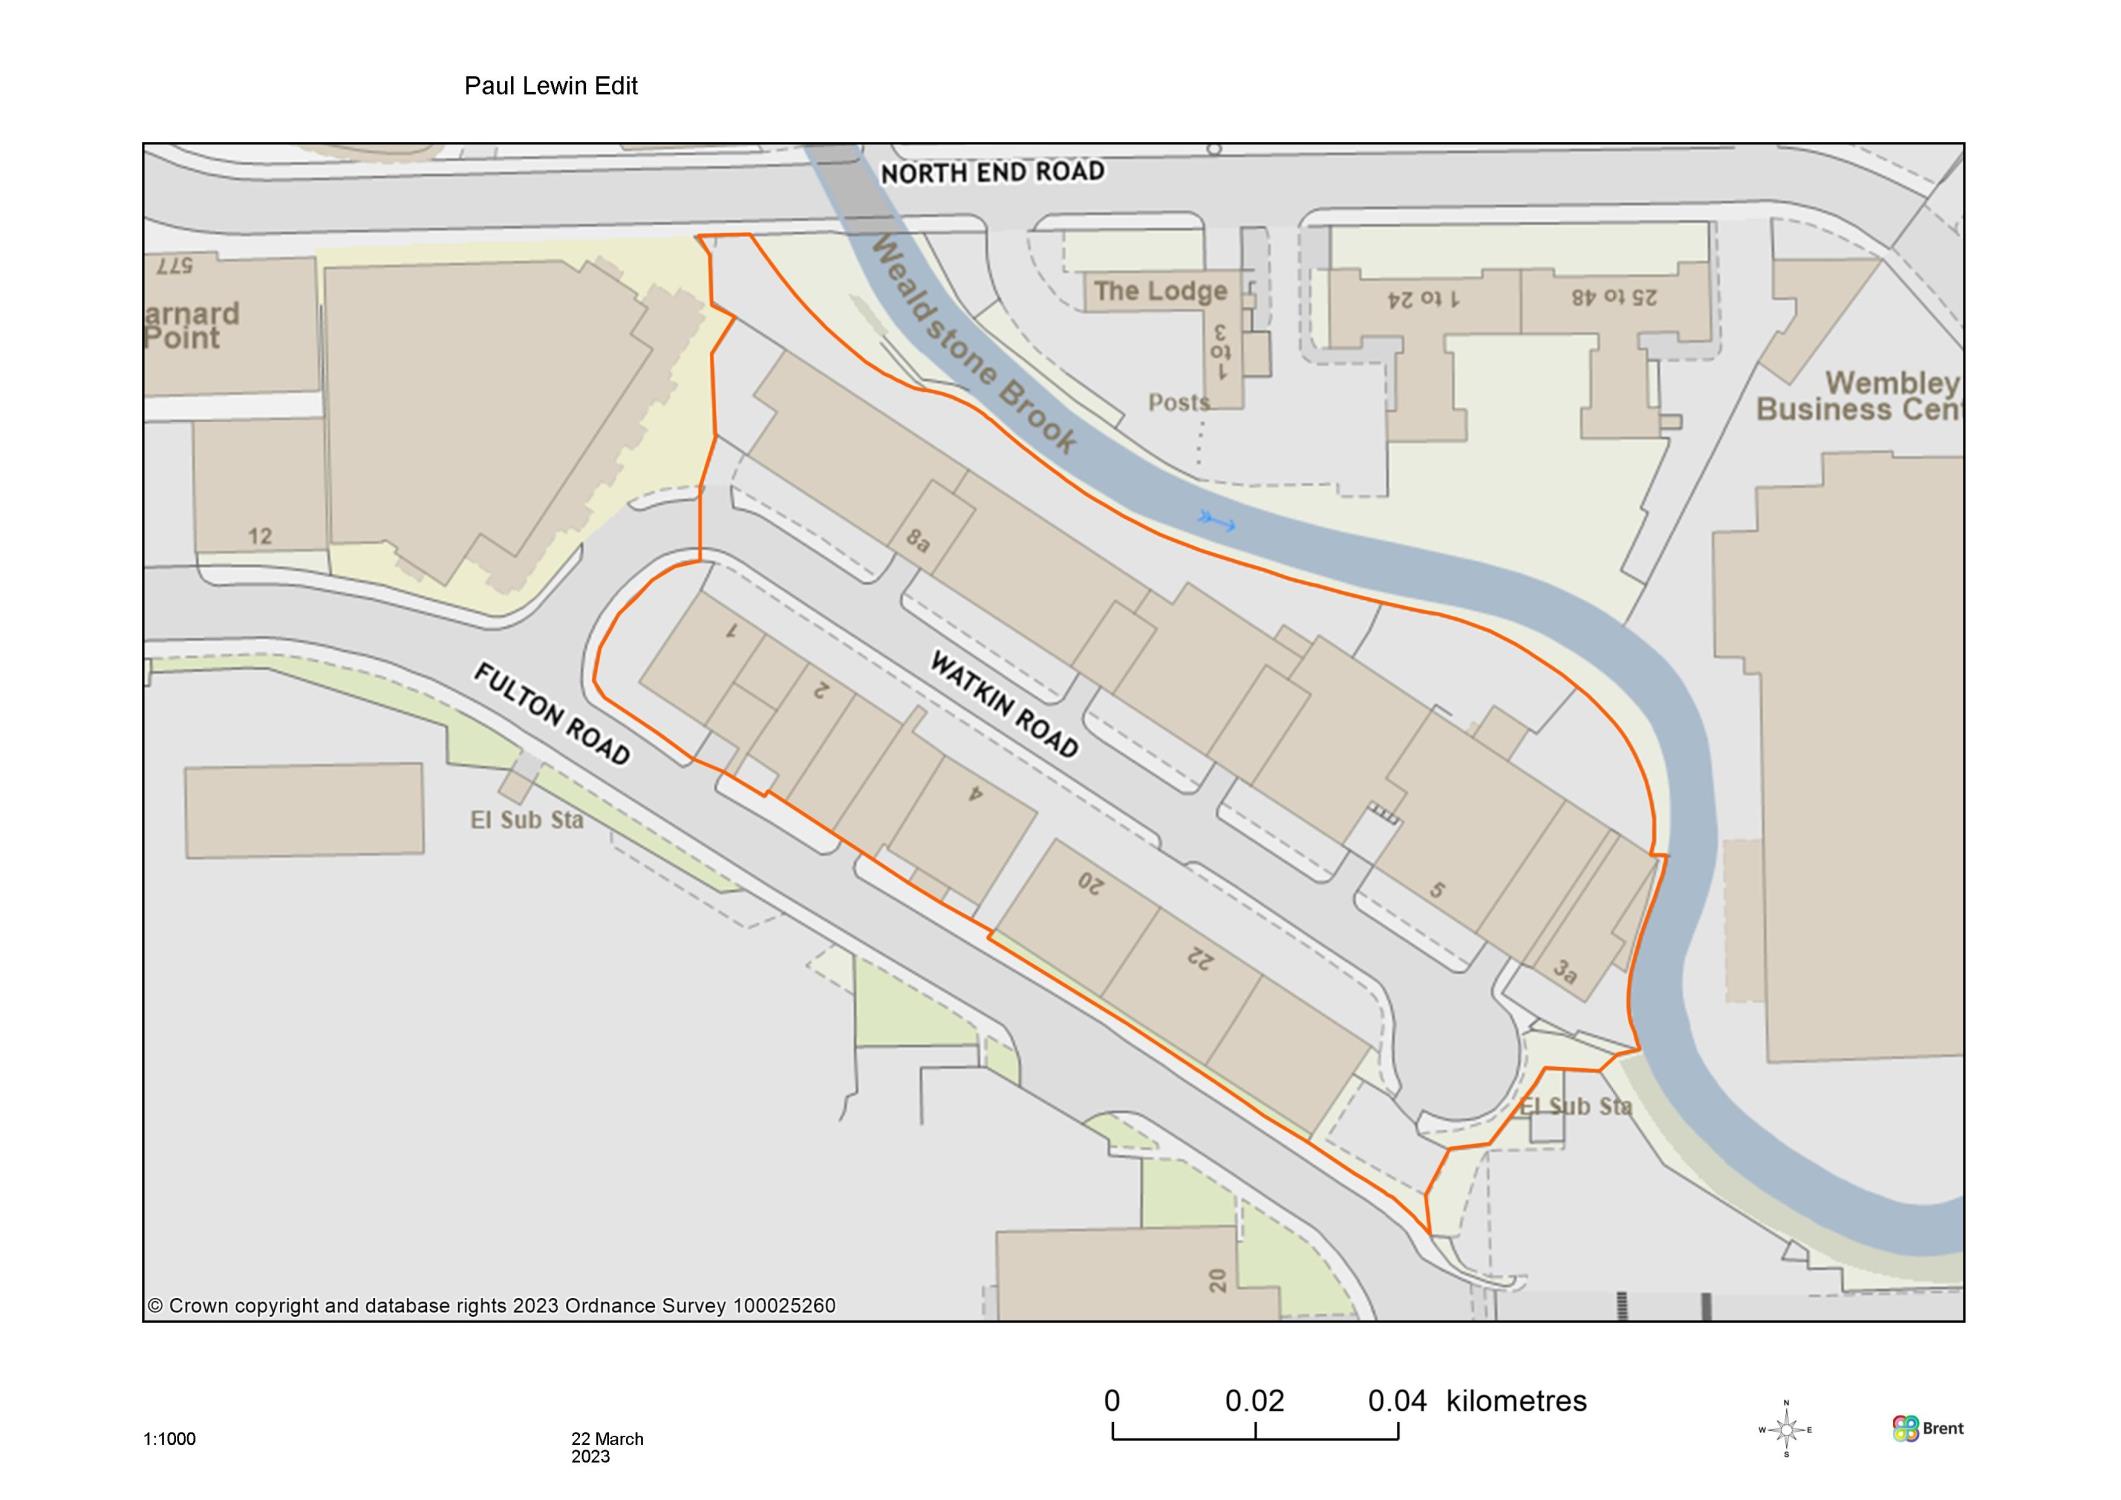 Paul Lewin Edit
NORTH END ROAD
577
arnard
Point
Wealdstone Brook
The Lodge
1 to 3
1 to 24
25 to 48
Posts
Wembley
Business Cen
12
8a
1
2
FULTON ROAD
WATKIN ROAD
4
El Sub Sta
20
5
22
3a
El Sub Sta
20
© Crown copyright and database rights 2023 Ordnance Survey 100025260
0 0.02 0.04 kilometres
1:1000
22 March
2023
N
W E
S
Brent